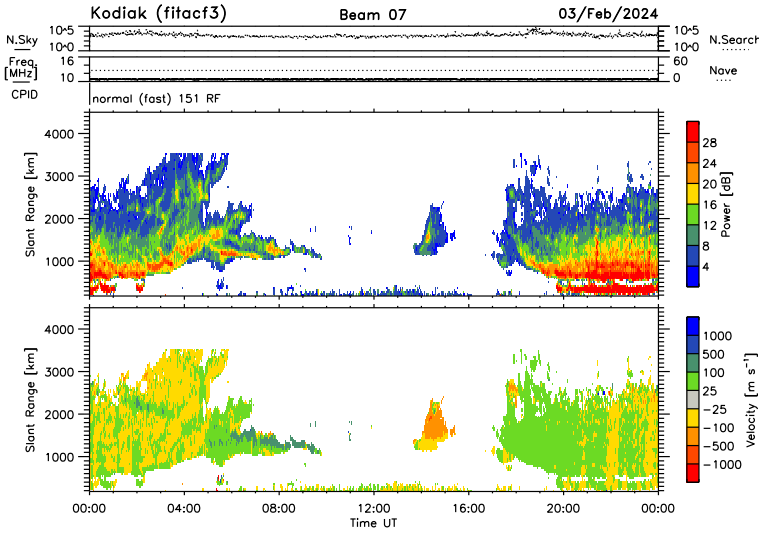 Kodiak (fitacf3) Beam 07 03/Feb/2024
N.Sky 10^5 10^0 10^5 10^0 N.Search
Freq. [MHz] 16 10 60 0 Nave
CPID normal (fast) 151 RF
Slant Range [km] 4000 3000 2000 1000
28 24 20 16 12 8 4 Power [dB]
Slant Range [km] 4000 3000 2000 1000
1000 500 100 25 -25 -100 -500 -1000 Velocity [m s⁻¹]
00:00 04:00 08:00 12:00 16:00 20:00 00:00
Time UT